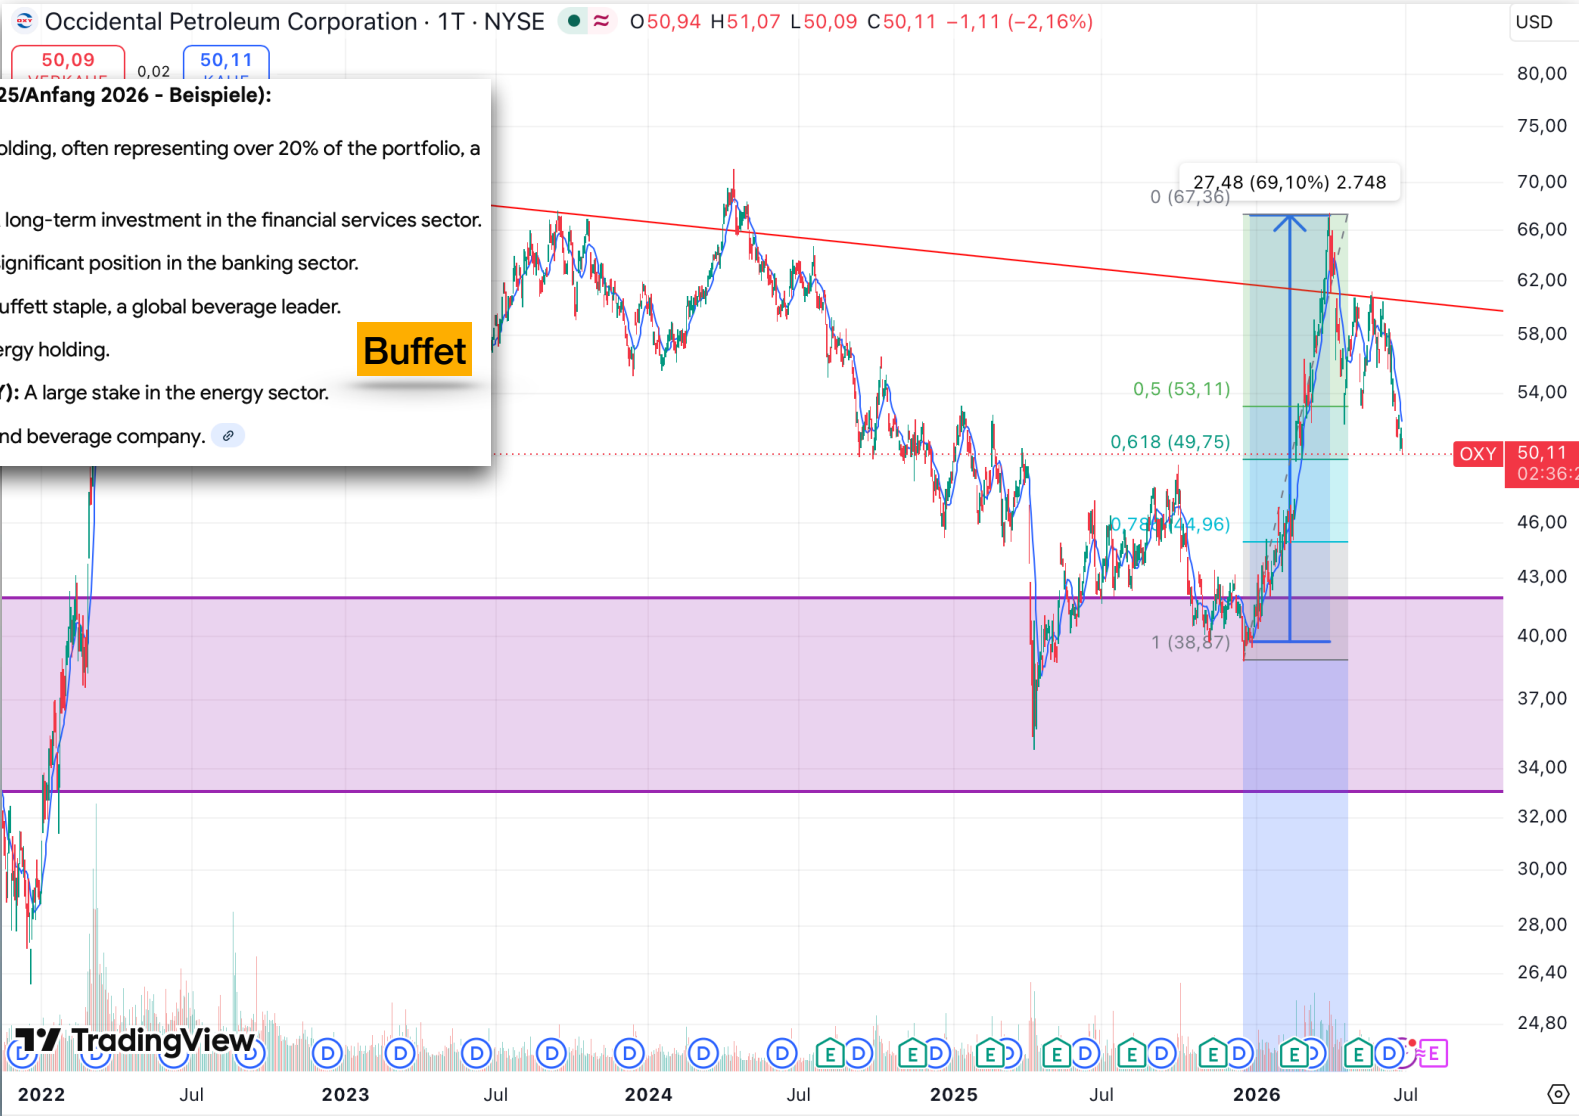 Occidental Petroleum Corporation · 1T · NYSE O50,94 H51,07 L50,09 C50,11 −1,11 (−2,16%)
USD
50,09
0,02
50,11
25/Anfang 2026 - Beispiele):
olding, often representing over 20% of the portfolio, a
long-term investment in the financial services sector.
ignificant position in the banking sector.
uffett staple, a global beverage leader.
ergy holding.
Y): A large stake in the energy sector.
nd beverage company.
Buffet
27,48 (69,10%) 2.748
0 (67,36)
0,5 (53,11)
0,618 (49,75)
0,786 (44,96)
1 (38,87)
80,00
75,00
70,00
66,00
62,00
58,00
54,00
OXY 50,11
02:36:2
46,00
43,00
40,00
37,00
34,00
32,00
30,00
28,00
26,40
24,80
TradingView
D D D D D D D D D D D E D E D E D E D E D E D E D E D E
2022 Jul 2023 Jul 2024 Jul 2025 Jul 2026 Jul